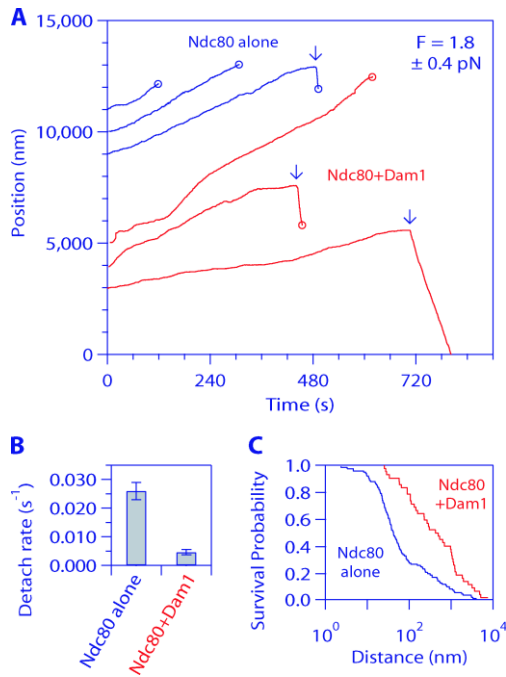 A
15,000
10,000
5,000
0
Position (nm)
Ndc80 alone
F = 1.8
± 0.4 pN
Ndc80+Dam1
0
240
480
720
Time (s)
B
Detach rate (s⁻¹)
0.030
0.020
0.010
0.000
Ndc80 alone
Ndc80+Dam1
C
Survival Probability
1.0
0.8
0.6
0.4
0.2
0.0
Ndc80
+Dam1
Ndc80
alone
10⁰
10²
10⁴
Distance (nm)